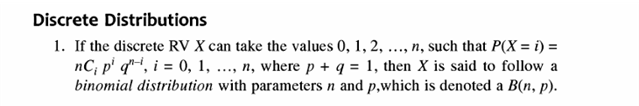 Discrete Distributions
1. If the discrete RV X can take the values 0, 1, 2, ..., n, such that P(X = i) =
nCᵢ pⁱ qⁿ⁻ⁱ, i = 0, 1, ..., n, where p + q = 1, then X is said to follow a
binomial distribution with parameters n and p,which is denoted a B(n, p).